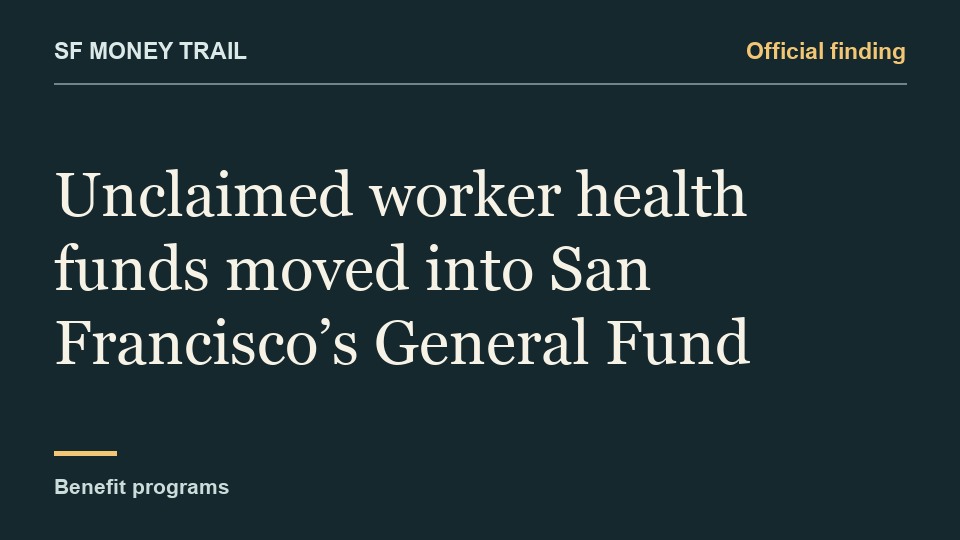 SF MONEY TRAIL
Official finding
Unclaimed worker health
funds moved into San
Francisco’s General Fund
Benefit programs